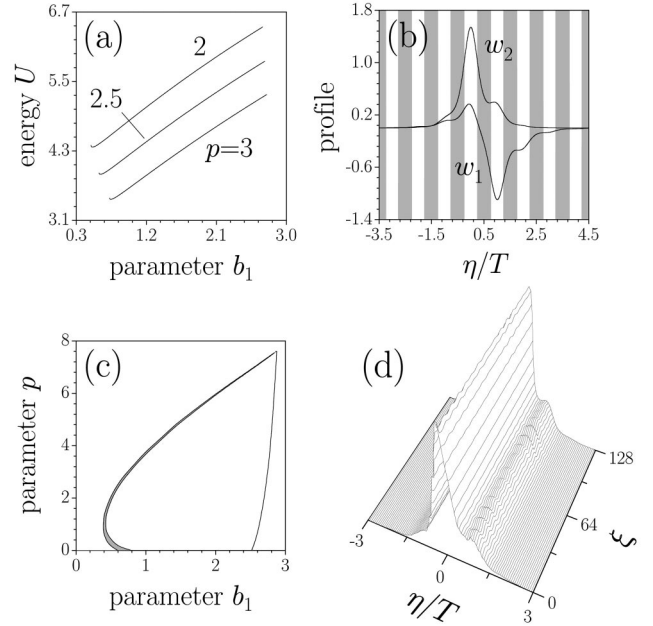 6.7
5.5
4.3
3.1
energy U
(a)
2
2.5
p=3
0.3
1.2
2.1
3.0
parameter b₁
1.8
1.2
0.2
-0.6
-1.4
profile
(b)
w₂
w₁
-3.5
-1.5
0.5
2.5
4.5
η/T
8
6
4
2
0
parameter p
(c)
0
1
2
3
parameter b₁
(d)
128
64
0
ξ
-3
0
3
η/T